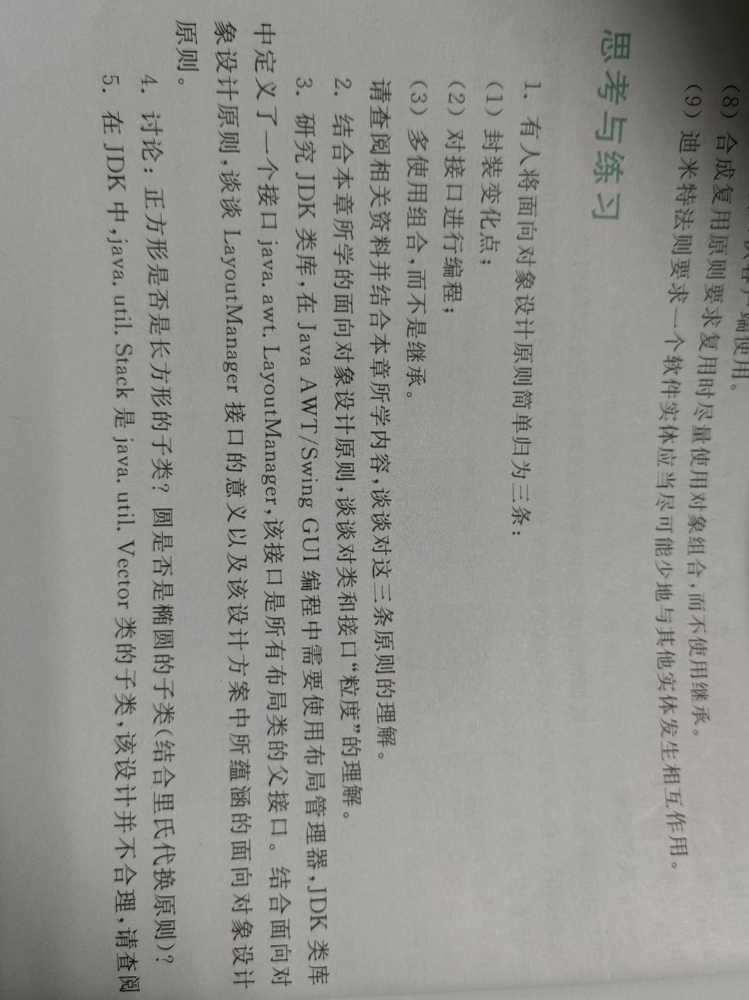 端使用。
(8) 合成复用原则要求复用时尽量使用对象组合,而不使用继承。
(9) 迪米特法则要求一个软件实体应当尽可能少地与其他实体发生相互作用。
思考与练习
1. 有人将面向对象设计原则简单归为三条:
(1) 封装变化点;
(2) 对接口进行编程;
(3) 多使用组合,而不是继承。
请查阅相关资料并结合本章所学内容,谈谈对这三条原则的理解。
2. 结合本章所学的面向对象设计原则,谈谈对类和接口“粒度”的理解。
3. 研究 JDK 类库,在 Java AWT/Swing GUI 编程中需要使用布局管理器,JDK 类库
中定义了一个接口 java.awt.LayoutManager,该接口是所有布局类的父接口。结合面向对
象设计原则,谈谈 LayoutManager 接口的意义以及该设计方案中所蕴涵的面向对象设计
原则。
4. 讨论:正方形是否是长方形的子类?圆是否是椭圆的子类(结合里氏代换原则)?
5. 在 JDK 中,java.util.Stack 是 java.util.Vector 类的子类,该设计并不合理,请查阅